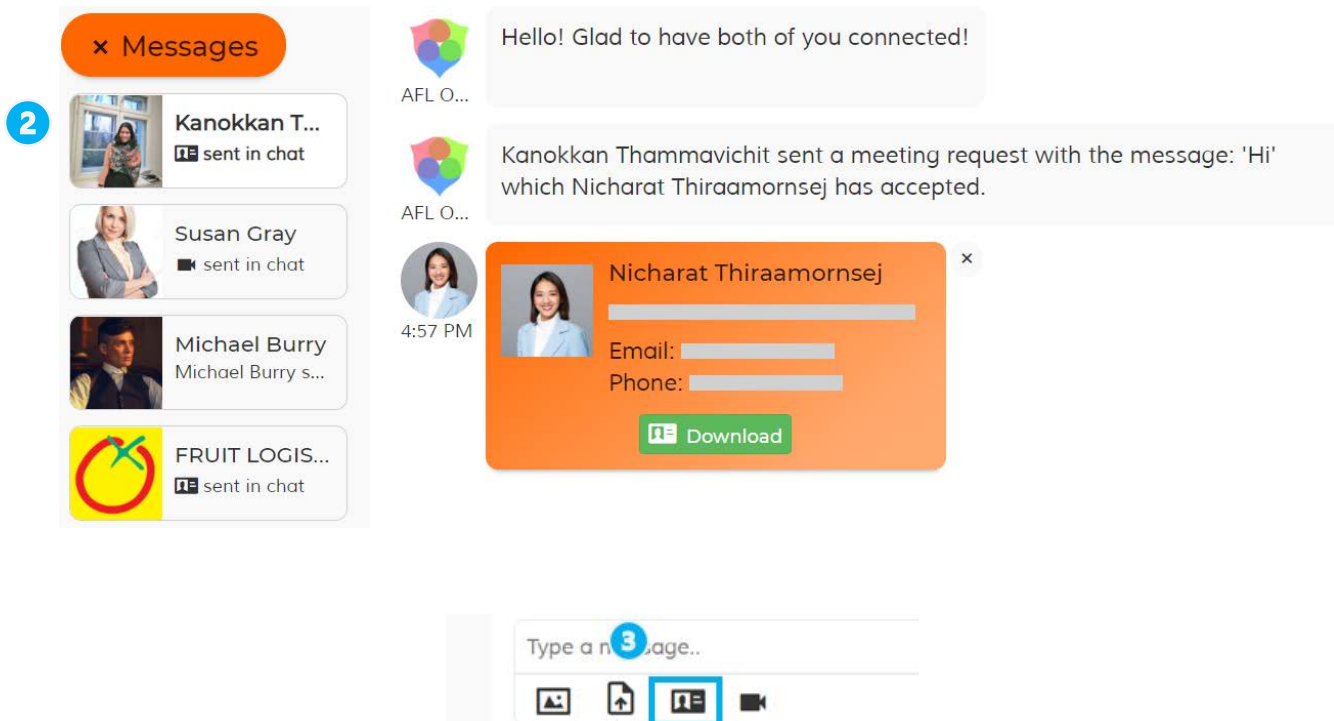 × Messages
2
Kanokkan T...
sent in chat
Susan Gray
sent in chat
Michael Burry
Michael Burry s...
FRUIT LOGIS...
sent in chat
Hello! Glad to have both of you connected!
AFL O...
Kanokkan Thammavichit sent a meeting request with the message: 'Hi'
which Nicharat Thiraamornsej has accepted.
AFL O...
4:57 PM
Nicharat Thiraamornsej
Email:
Phone:
Download
×
Type a n
3
sage..